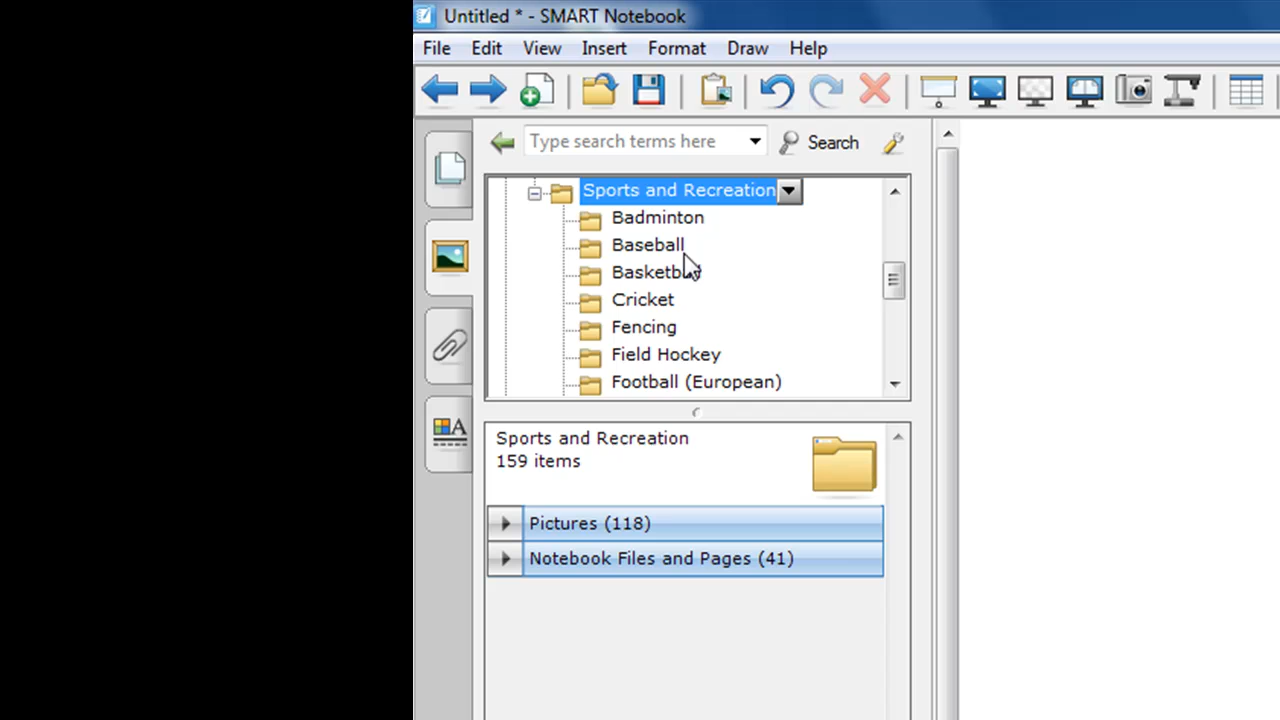 Untitled * - SMART Notebook
File Edit View Insert Format Draw Help
Type search terms here Search
Sports and Recreation
Badminton
Baseball
Cricket
Fencing
Field Hockey
Football (European)
Sports and Recreation
159 items
Pictures (118)
Notebook Files and Pages (41)